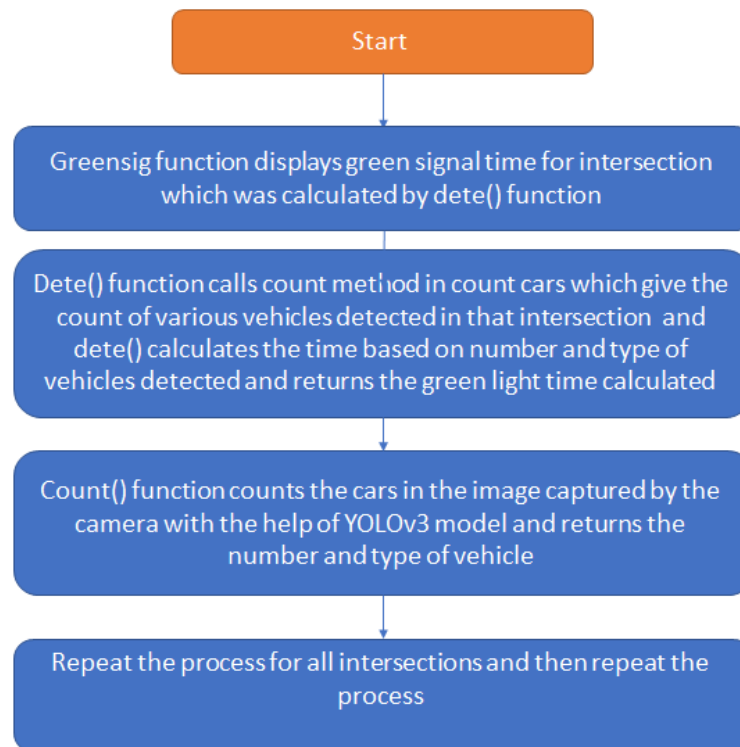 Start
Greensig function displays green signal time for intersection
which was calculated by dete() function
Dete() function calls count method in count cars which give the
count of various vehicles detected in that intersection and
dete() calculates the time based on number and type of
vehicles detected and returns the green light time calculated
Count() function counts the cars in the image captured by the
camera with the help of YOLOv3 model and returns the
number and type of vehicle
Repeat the process for all intersections and then repeat the
process